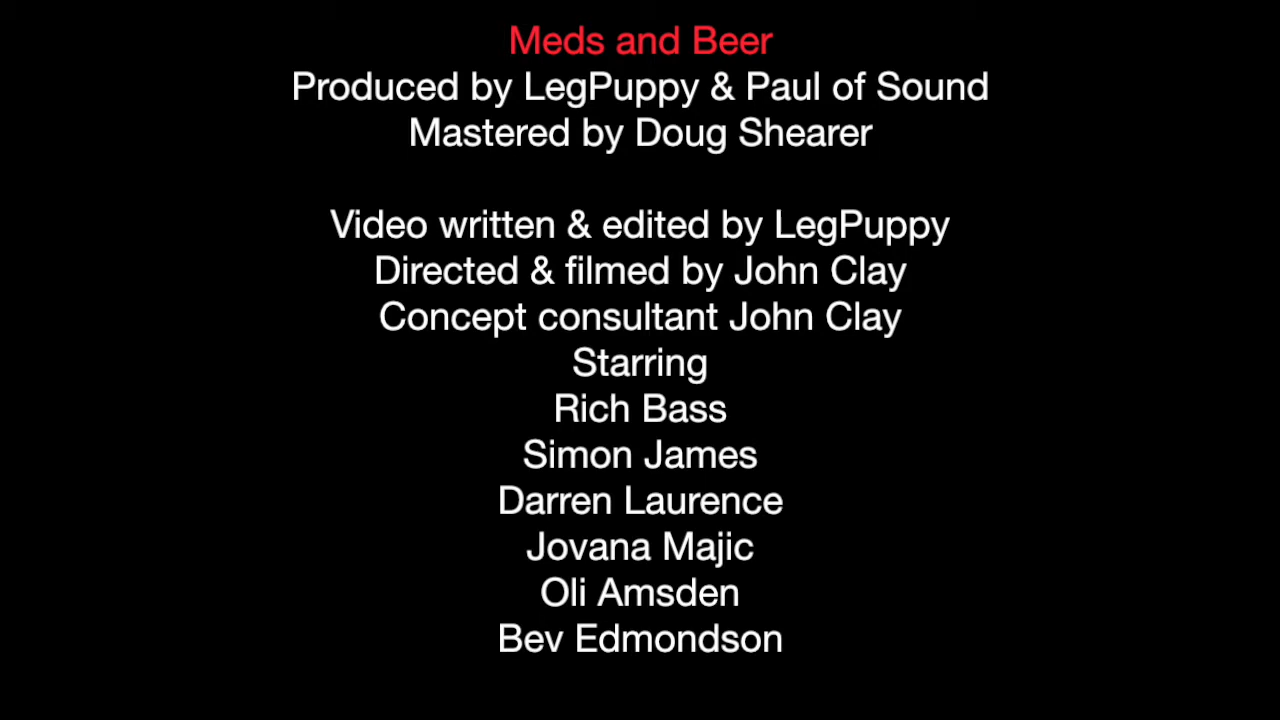 Meds and Beer
Produced by LegPuppy & Paul of Sound
Mastered by Doug Shearer
Video written & edited by LegPuppy
Directed & filmed by John Clay
Concept consultant John Clay
Starring
Rich Bass
Simon James
Darren Laurence
Jovana Majic
Oli Amsden
Bev Edmondson